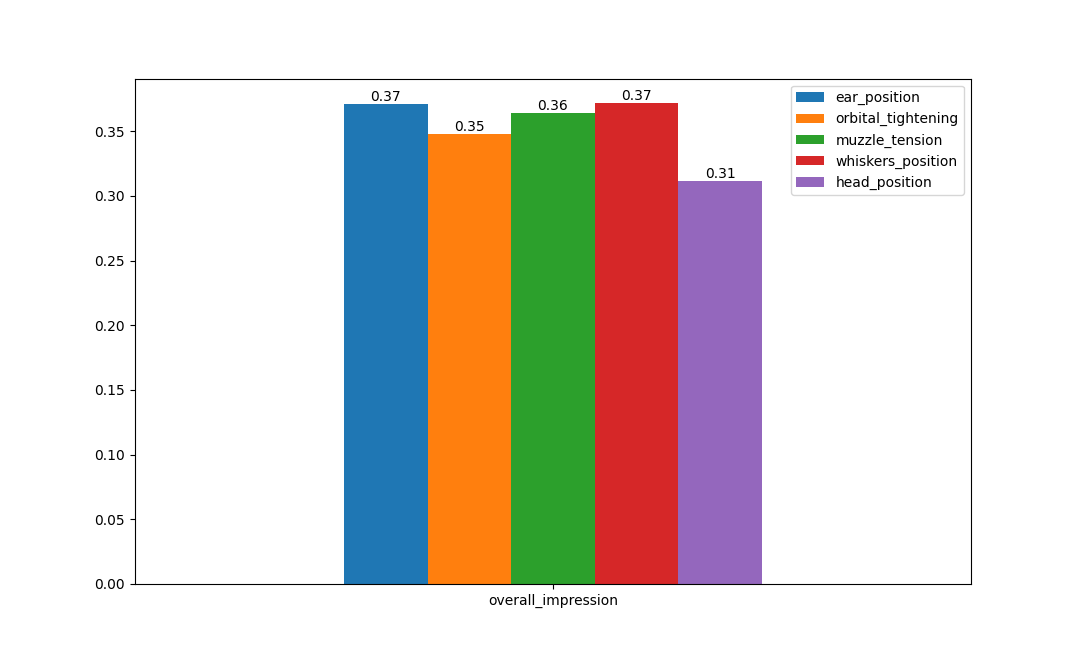 0.37
0.35
0.36
0.37
0.31
ear_position
orbital_tightening
muzzle_tension
whiskers_position
head_position
0.35
0.30
0.25
0.20
0.15
0.10
0.05
0.00
overall_impression